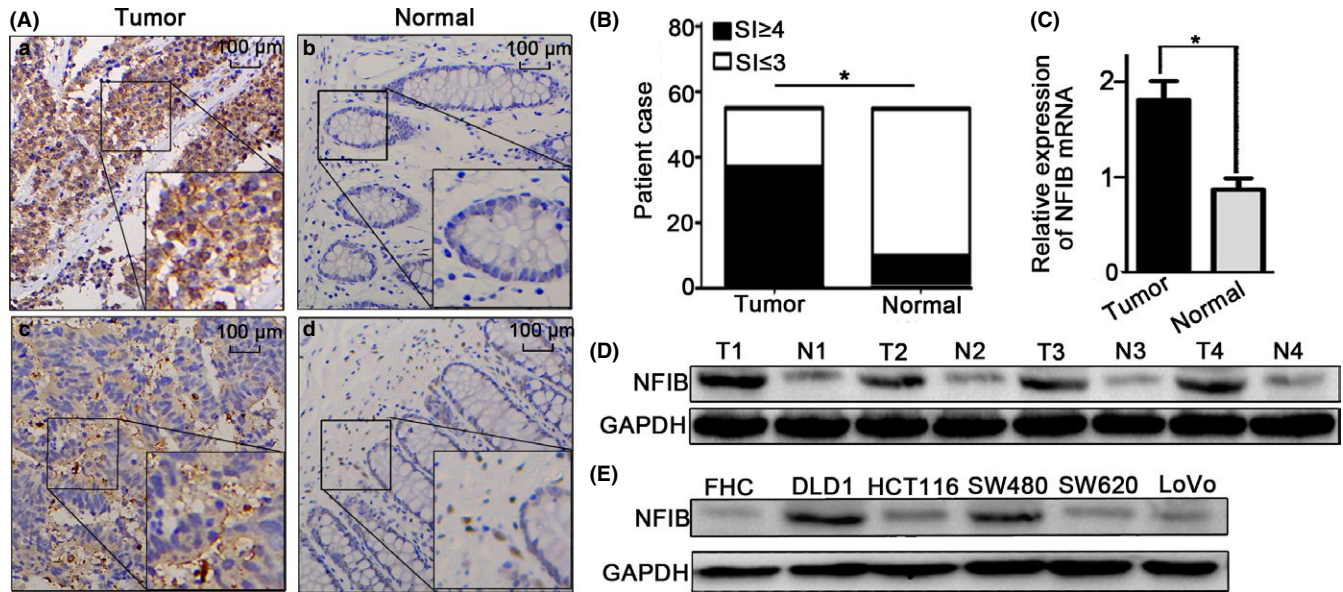 (A)
Tumor
Normal
a
100 μm
b
100 μm
c
100 μm
d
100 μm
(B)
SI≥4
SI≤3
*
80
60
40
20
0
Patient case
Tumor
Normal
(C)
*
2
1
0
Relative expression
of NFIB mRNA
Tumor
Normal
(D)
T1 N1 T2 N2 T3 N3 T4 N4
NFIB
GAPDH
(E)
FHC DLD1 HCT116 SW480 SW620 LoVo
NFIB
GAPDH